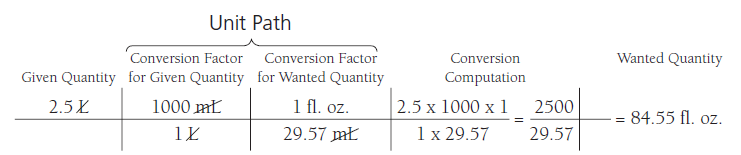 Unit Path
Conversion Factor Conversion Factor Conversion Wanted Quantity
Given Quantity for Given Quantity for Wanted Quantity Computation
2.5 L 1000 mL 1 fl. oz. 2.5 x 1000 x 1 = 2500 = 84.55 fl. oz.
1 L 29.57 mL 1 x 29.57 29.57